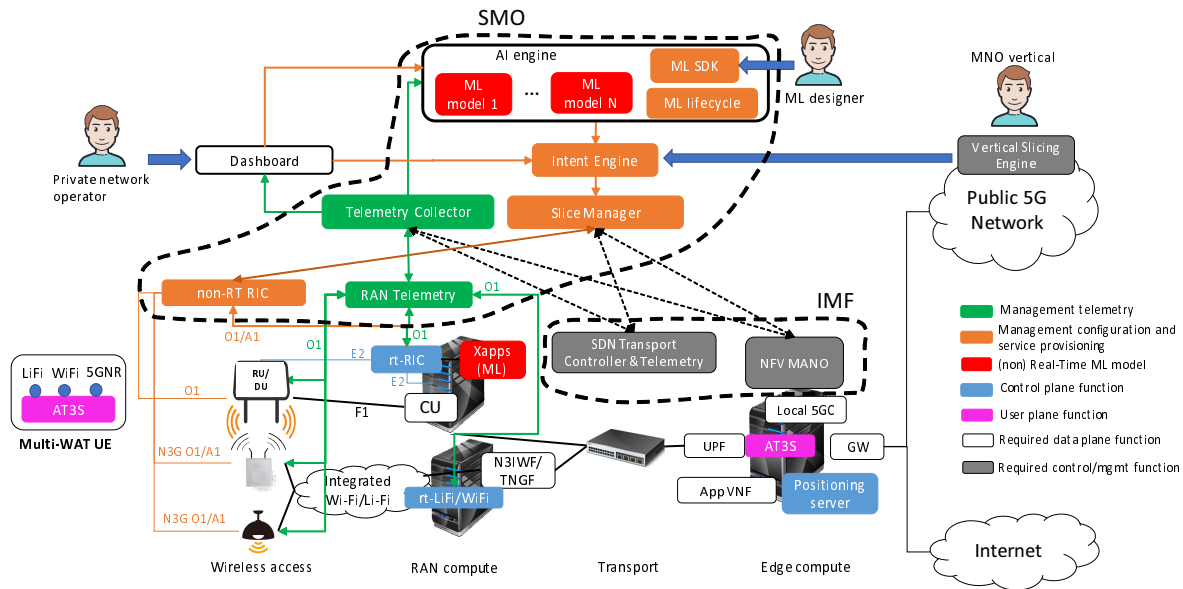 SMO
AI engine
ML SDK
ML
model 1
...
ML
model N
ML lifecycle
ML designer
MNO vertical
Private network
operator
Dashboard
Intent Engine
Vertical Slicing
Engine
Telemetry Collector
Slice Manager
Public 5G
Network
non-RT RIC
RAN Telemetry
O1
IMF
O1/A1
O1
O1
SDN Transport
Controller & Telemetry
NFV MANO
Management telemetry
Management configuration and
service provisioning
(non) Real-Time ML model
Control plane function
User plane function
Required data plane function
Required control/mgmt function
E2
rt-RIC
Xapps
(ML)
E2
LiFi WiFi 5GNR
AT3S
Multi-WAT UE
O1
RU/
DU
F1
CU
Local 5GC
N3G O1/A1
Integrated
Wi-Fi/Li-Fi
N3IWF/
TNGF
rt-LiFi/WiFi
UPF
AT3S
GW
App VNF
Positioning
server
N3G O1/A1
Internet
Wireless access
RAN compute
Transport
Edge compute